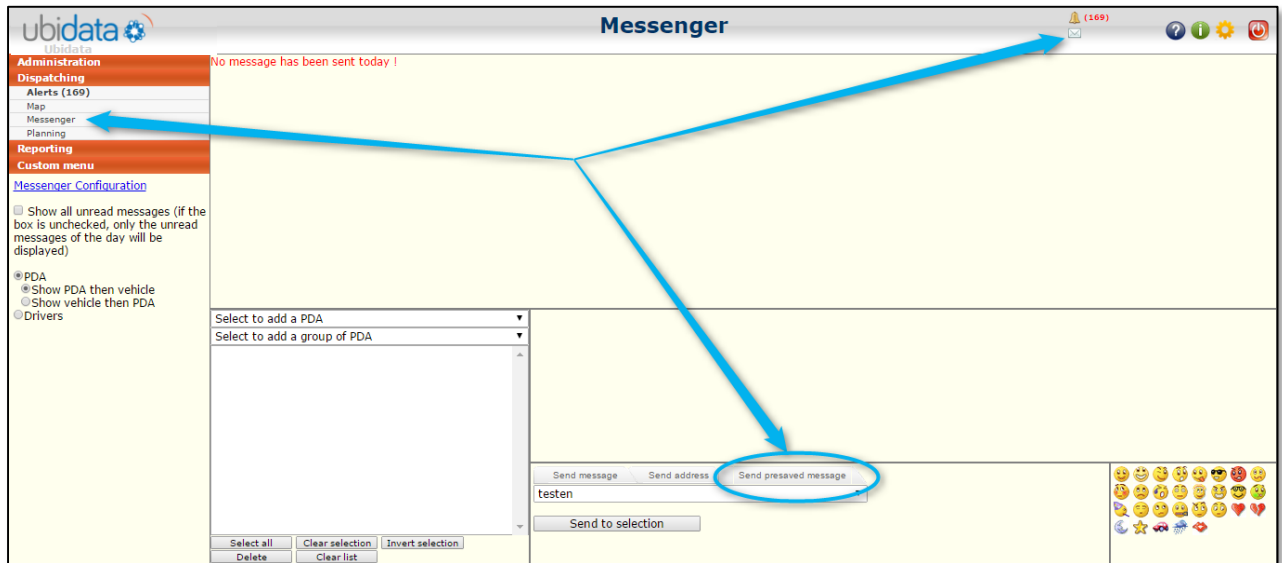 ubidata
Messenger
(169)
Ubidata
Administration
No message has been sent today !
Dispatching
Alerts (169)
Map
Messenger
Planning
Reporting
Custom menu
Messenger Configuration
Show all unread messages (if the
box is unchecked, only the unread
messages of the day will be
displayed)
PDA
Show PDA then vehicle
Show vehicle then PDA
Drivers
Select to add a PDA
Select to add a group of PDA
Send message Send address Send presaved message
testen
Send to selection
Select all Clear selection Invert selection
Delete Clear list